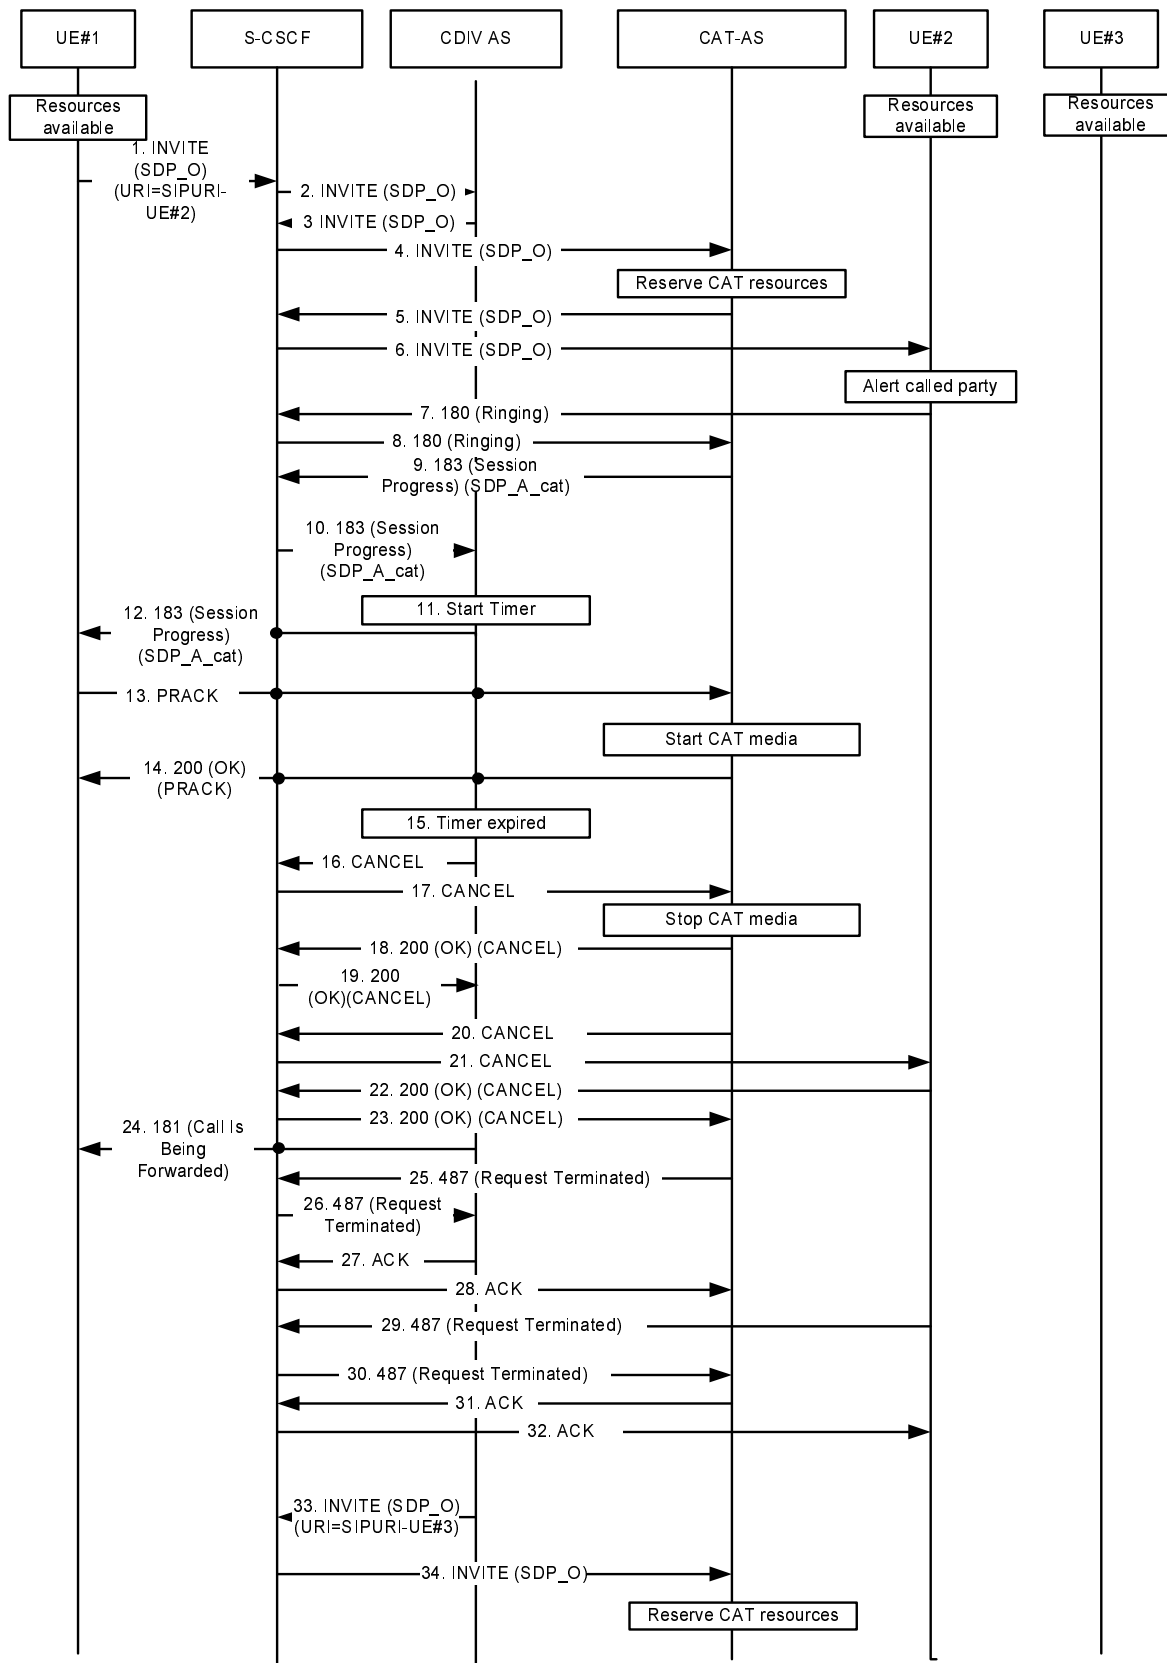 UE#1
S-CSCF
CDIV AS
CAT-AS
UE#2
UE#3
Resources
available
Resources
available
Resources
available
1. INVITE
(SDP_O)
(URI=SIPURI-
UE#2)
2. INVITE (SDP_O)
3 INVITE (SDP_O)
4. INVITE (SDP_O)
Reserve CAT resources
5. INVITE (SDP_O)
6. INVITE (SDP_O)
Alert called party
7. 180 (Ringing)
8. 180 (Ringing)
9. 183 (Session
Progress) (SDP_A_cat)
10. 183 (Session
Progress)
(SDP_A_cat)
11. Start Timer
12. 183 (Session
Progress)
(SDP_A_cat)
13. PRACK
Start CAT media
14. 200 (OK)
(PRACK)
15. Timer expired
16. CANCEL
17. CANCEL
Stop CAT media
18. 200 (OK) (CANCEL)
19. 200
(OK)(CANCEL)
20. CANCEL
21. CANCEL
22. 200 (OK) (CANCEL)
23. 200 (OK) (CANCEL)
24. 181 (Call Is
Being
Forwarded)
25. 487 (Request Terminated)
26. 487 (Request
Terminated)
27. ACK
28. ACK
29. 487 (Request Terminated)
30. 487 (Request Terminated)
31. ACK
32. ACK
33. INVITE (SDP_O)
(URI=SIPURI-UE#3)
34. INVITE (SDP_O)
Reserve CAT resources